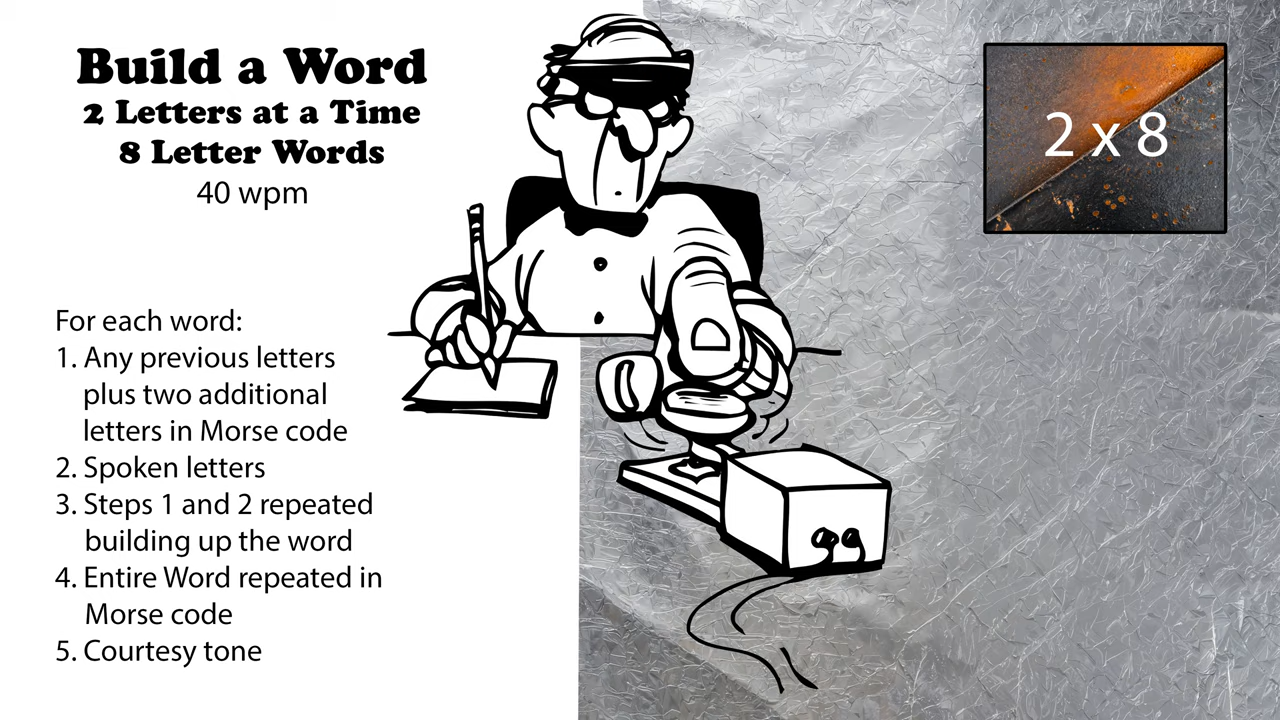 Build a Word
2 Letters at a Time
8 Letter Words
40 wpm
2 x 8
For each word:
1. Any previous letters
plus two additional
letters in Morse code
2. Spoken letters
3. Steps 1 and 2 repeated
building up the word
4. Entire Word repeated in
Morse code
5. Courtesy tone